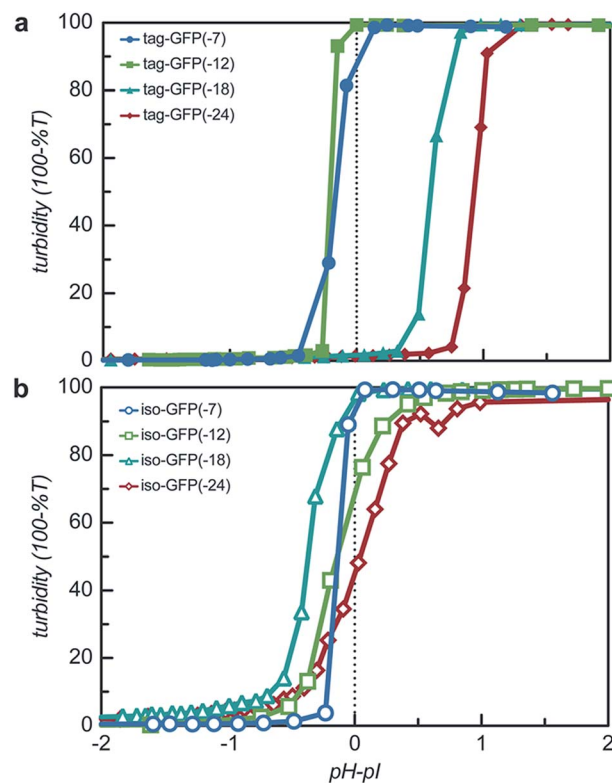 a
100
tag-GFP(-7)
tag-GFP(-12)
tag-GFP(-18)
tag-GFP(-24)
80
60
40
20
0
turbidity (100-%T)
b
100
iso-GFP(-7)
iso-GFP(-12)
iso-GFP(-18)
iso-GFP(-24)
80
60
40
20
0
turbidity (100-%T)
-2 -1 0 1 2
pH-pI